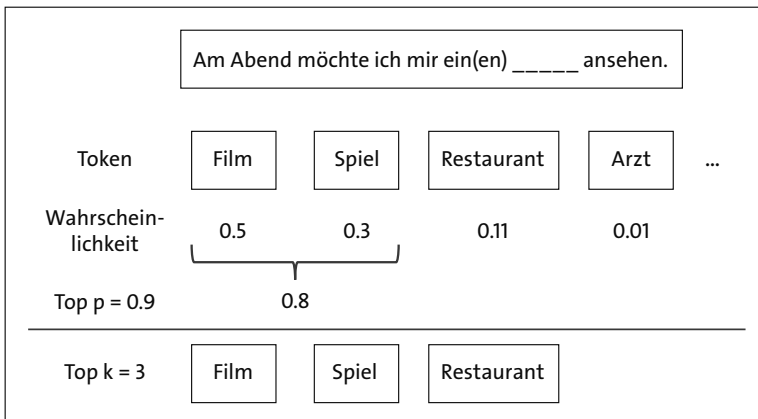 Am Abend möchte ich mir ein(en) _____ ansehen.
Token Film Spiel Restaurant Arzt ...
Wahrschein-
lichkeit 0.5 0.3 0.11 0.01
Top p = 0.9 0.8
Top k = 3 Film Spiel Restaurant